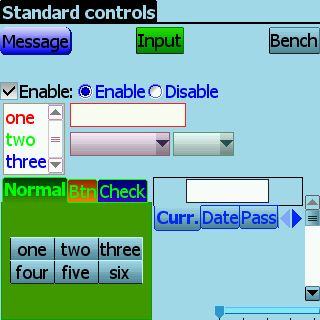 Standard controls
Message Input Bench
Enable: Enable Disable
one
two
three
Normal Btn Check
Curr. Date Pass
one two three
four five six